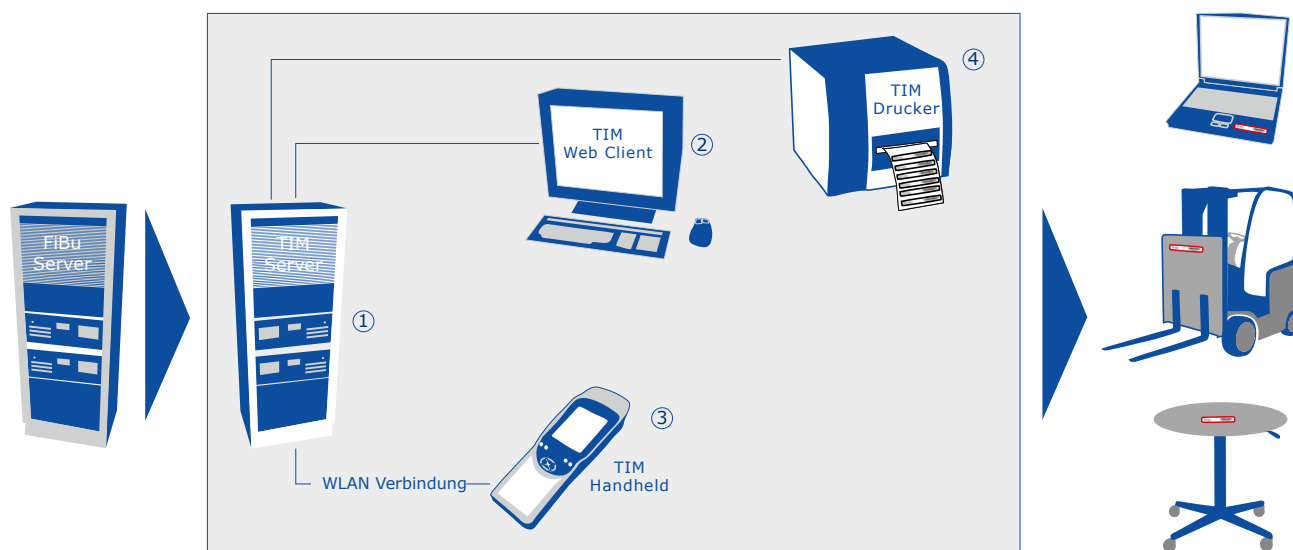 ④
TIM
Drucker
TIM
Web Client
②
FiBu
Server
TIM
Server
①
③
TIM
Handheld
WLAN Verbindung